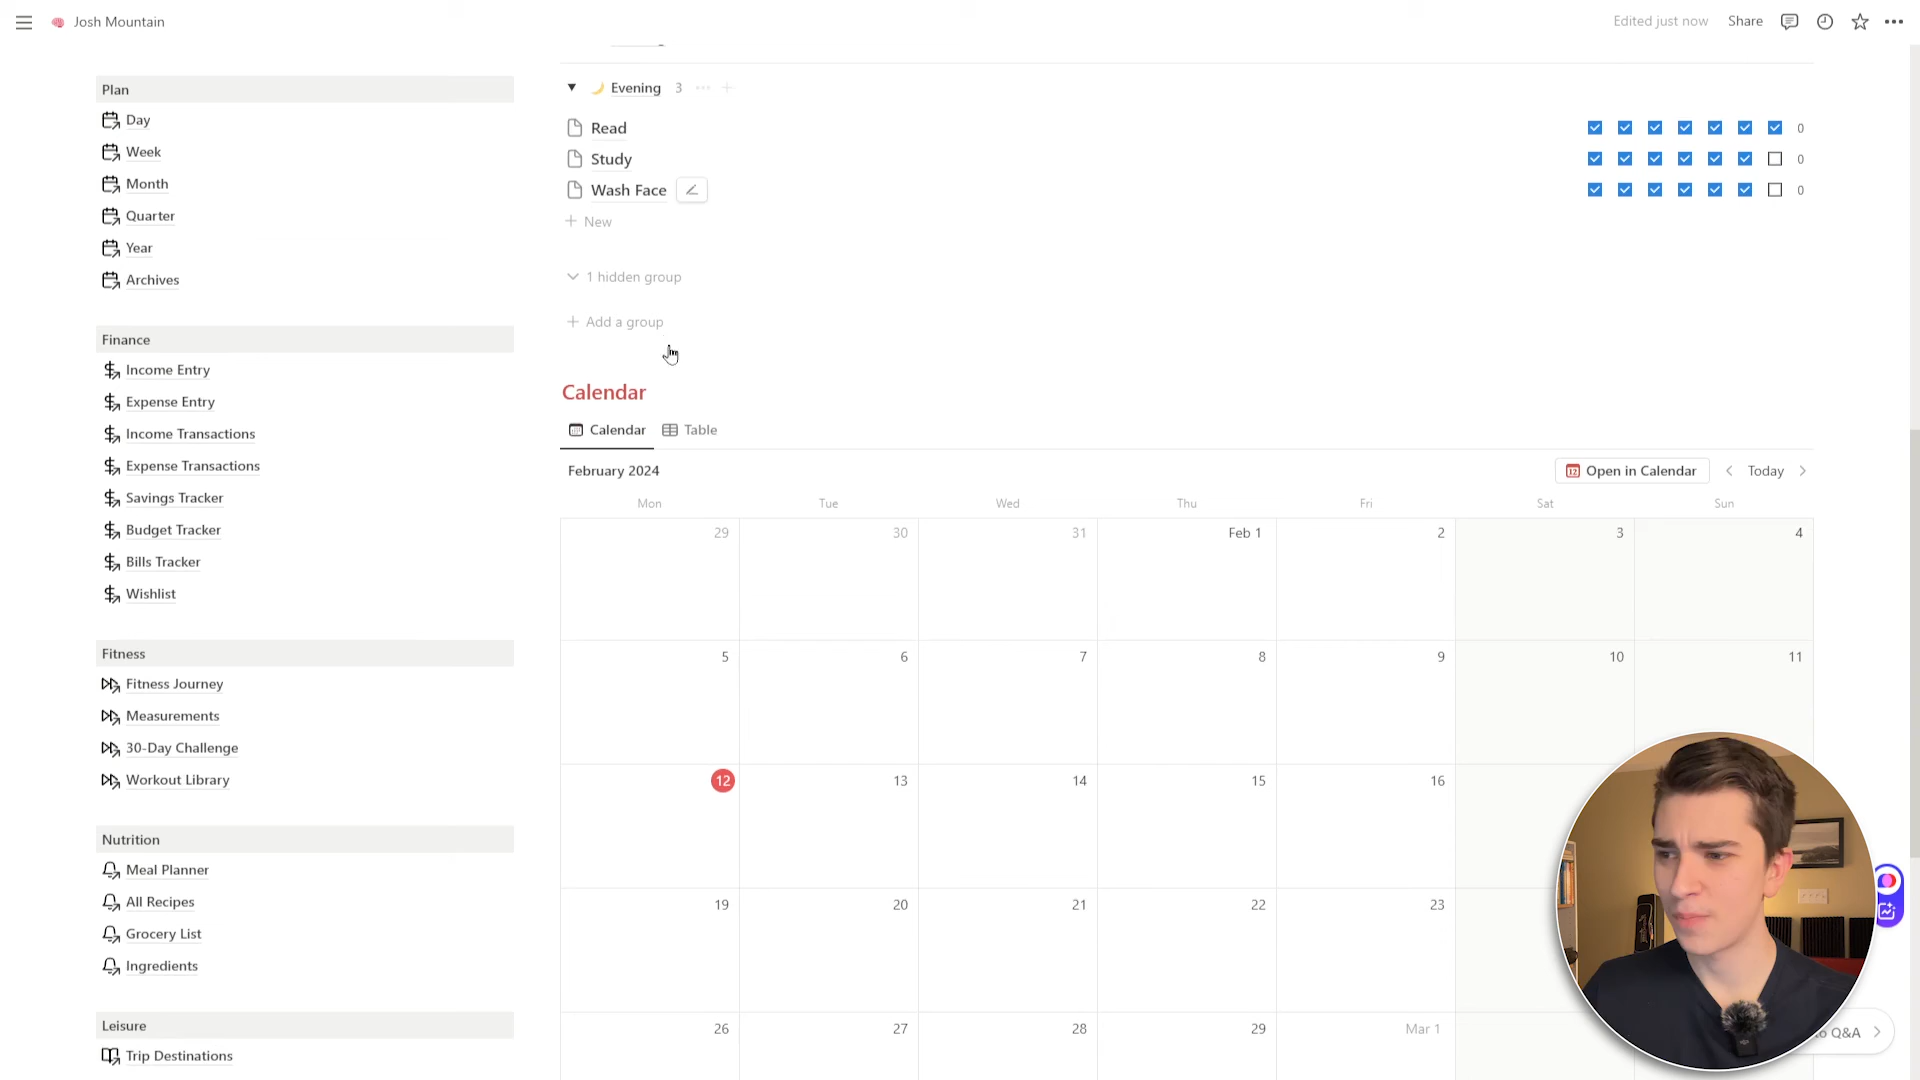 Josh Mountain
Edited just now Share
Plan
Day
Week
Month
Quarter
Year
Archives
Finance
Income Entry
Expense Entry
Income Transactions
Expense Transactions
Savings Tracker
Budget Tracker
Bills Tracker
Wishlist
Fitness
Fitness Journey
Measurements
30-Day Challenge
Workout Library
Nutrition
Meal Planner
All Recipes
Grocery List
Ingredients
Leisure
Trip Destinations
Evening 3
Read 0
Study 0
Wash Face 0
New
1 hidden group
Add a group
Calendar
Calendar Table
February 2024 12 Open in Calendar Today
Mon Tue Wed Thu Fri Sat Sun
29 30 31 Feb 1 2 3 4
5 6 7 8 9 10 11
12 13 14 15 16
19 20 21 22 23
26 27 28 29 Mar 1
Q&A